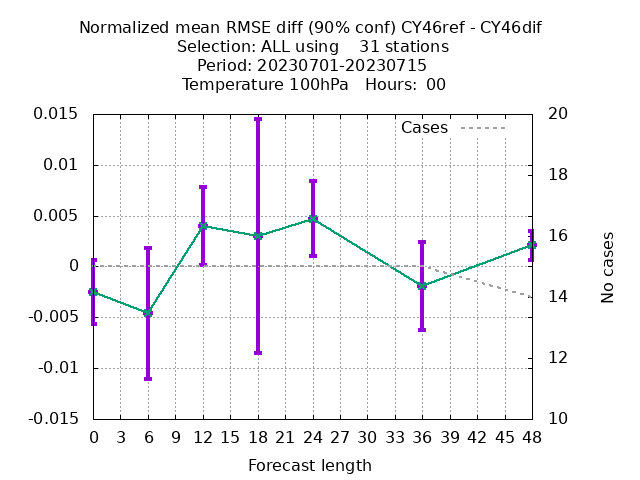 Normalized mean RMSE diff (90% conf) CY46ref - CY46dif
Selection: ALL using    31 stations
Period: 20230701-20230715
Temperature 100hPa   Hours:  00
Cases
0.015
0.01
0.005
0
-0.005
-0.01
-0.015
20
18
16
14
12
10
No cases
0 3 6 9 12 15 18 21 24 27 30 33 36 39 42 45 48
Forecast length